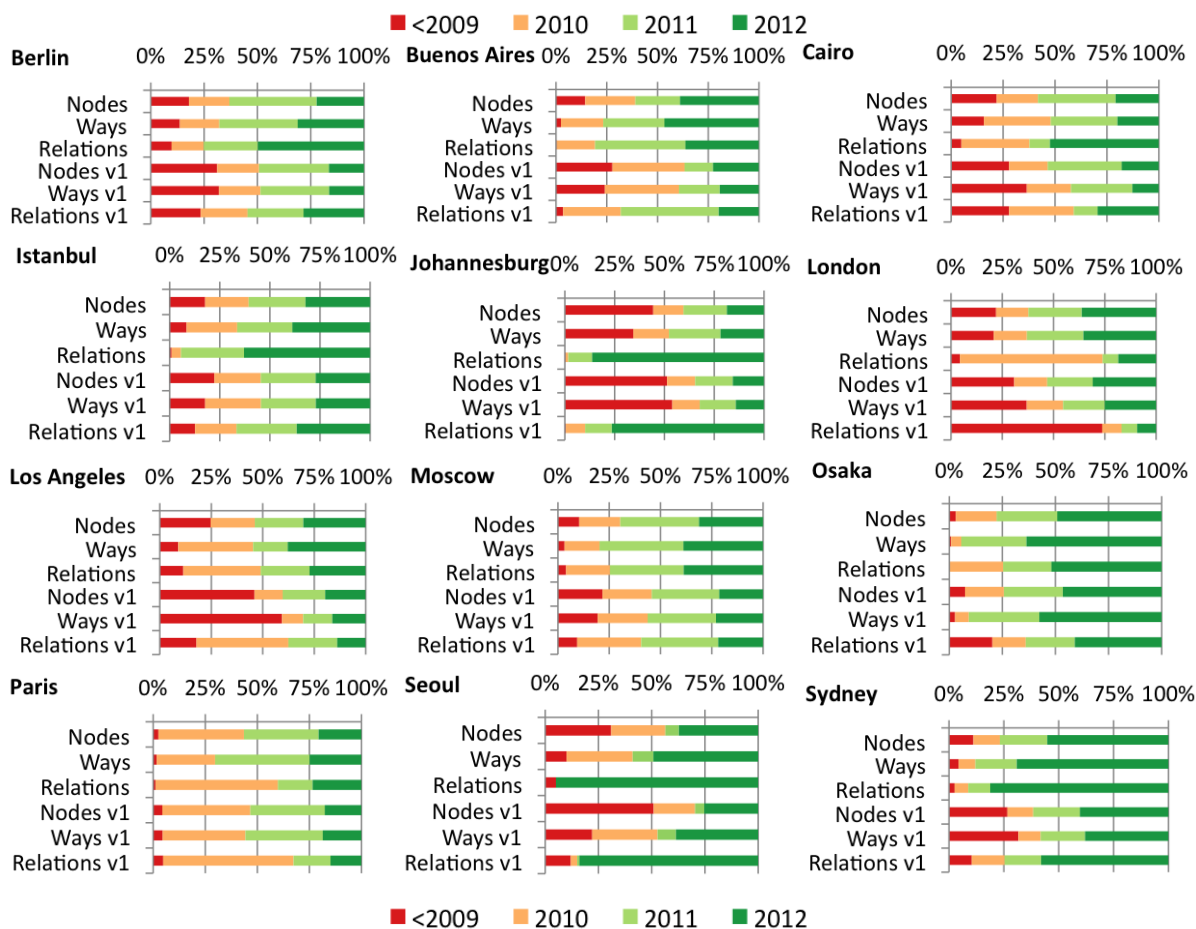 <2009 2010 2011 2012
Berlin 0% 25% 50% 75% 100%
Nodes
Ways
Relations
Nodes v1
Ways v1
Relations v1
Buenos Aires 0% 25% 50% 75% 100%
Nodes
Ways
Relations
Nodes v1
Ways v1
Relations v1
Cairo 0% 25% 50% 75% 100%
Nodes
Ways
Relations
Nodes v1
Ways v1
Relations v1
Istanbul 0% 25% 50% 75% 100%
Nodes
Ways
Relations
Nodes v1
Ways v1
Relations v1
Johannesburg 0% 25% 50% 75% 100%
Nodes
Ways
Relations
Nodes v1
Ways v1
Relations v1
London 0% 25% 50% 75% 100%
Nodes
Ways
Relations
Nodes v1
Ways v1
Relations v1
Los Angeles 0% 25% 50% 75% 100%
Nodes
Ways
Relations
Nodes v1
Ways v1
Relations v1
Moscow 0% 25% 50% 75% 100%
Nodes
Ways
Relations
Nodes v1
Ways v1
Relations v1
Osaka 0% 25% 50% 75% 100%
Nodes
Ways
Relations
Nodes v1
Ways v1
Relations v1
Paris 0% 25% 50% 75% 100%
Nodes
Ways
Relations
Nodes v1
Ways v1
Relations v1
Seoul 0% 25% 50% 75% 100%
Nodes
Ways
Relations
Nodes v1
Ways v1
Relations v1
Sydney 0% 25% 50% 75% 100%
Nodes
Ways
Relations
Nodes v1
Ways v1
Relations v1
<2009 2010 2011 2012